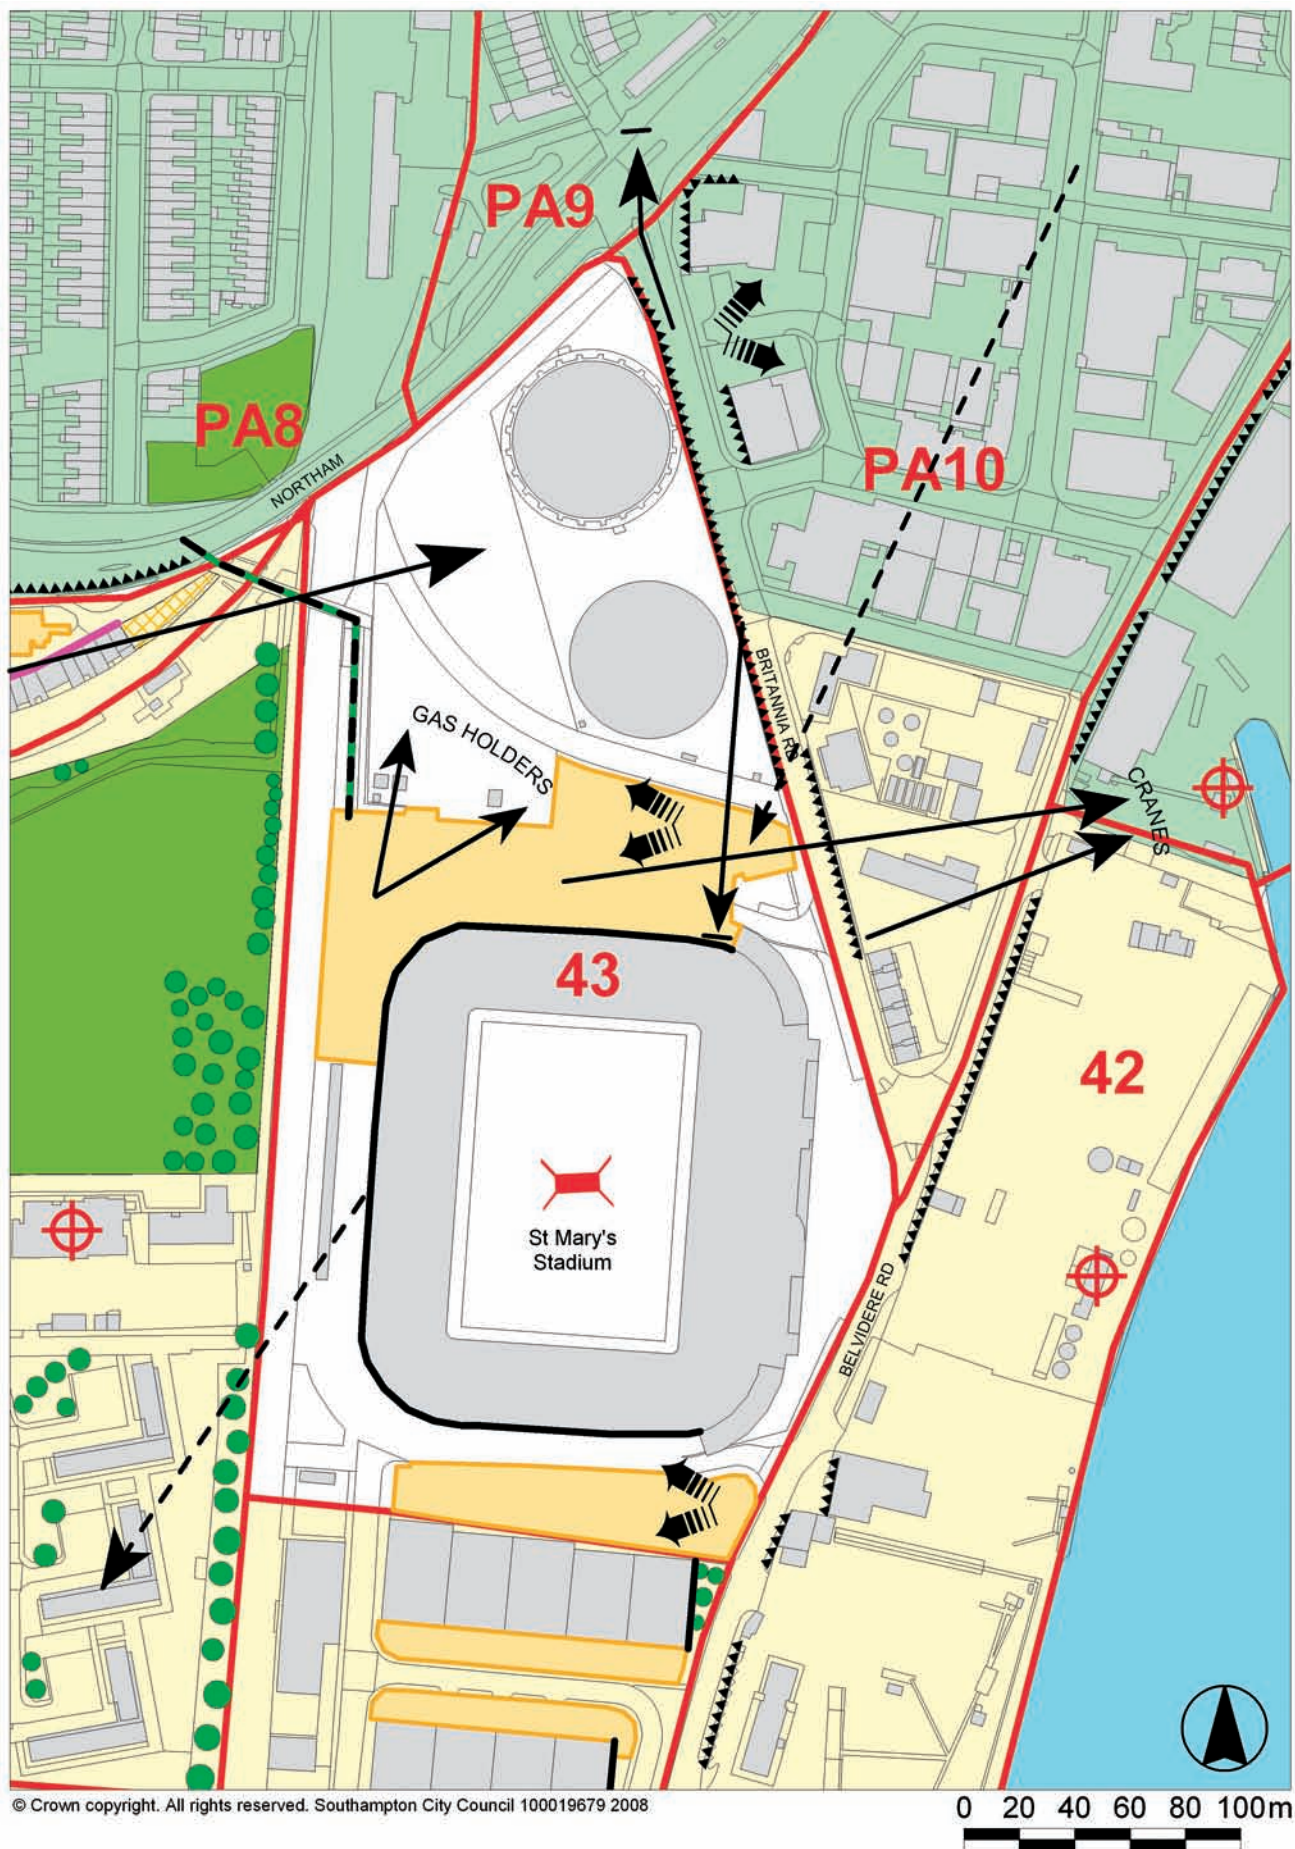 PA9
PA8
NORTHAM
PA10
BRITANNIA RD
GAS HOLDERS
CRANES
43
42
St Mary's
Stadium
BELVIDERE RD
© Crown copyright. All rights reserved. Southampton City Council 100019679 2008
0 20 40 60 80 100m